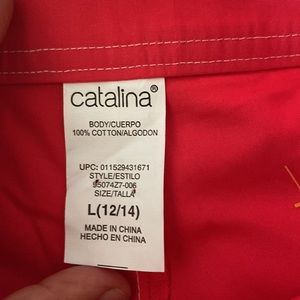 catalina®
BODY/CUERPO
100% COTTON/ALGODON
UPC: 011529431671
STYLE/ESTILO
95074Z7-006
SIZE/TALLA
L(12/14)
MADE IN CHINA
HECHO EN CHINA